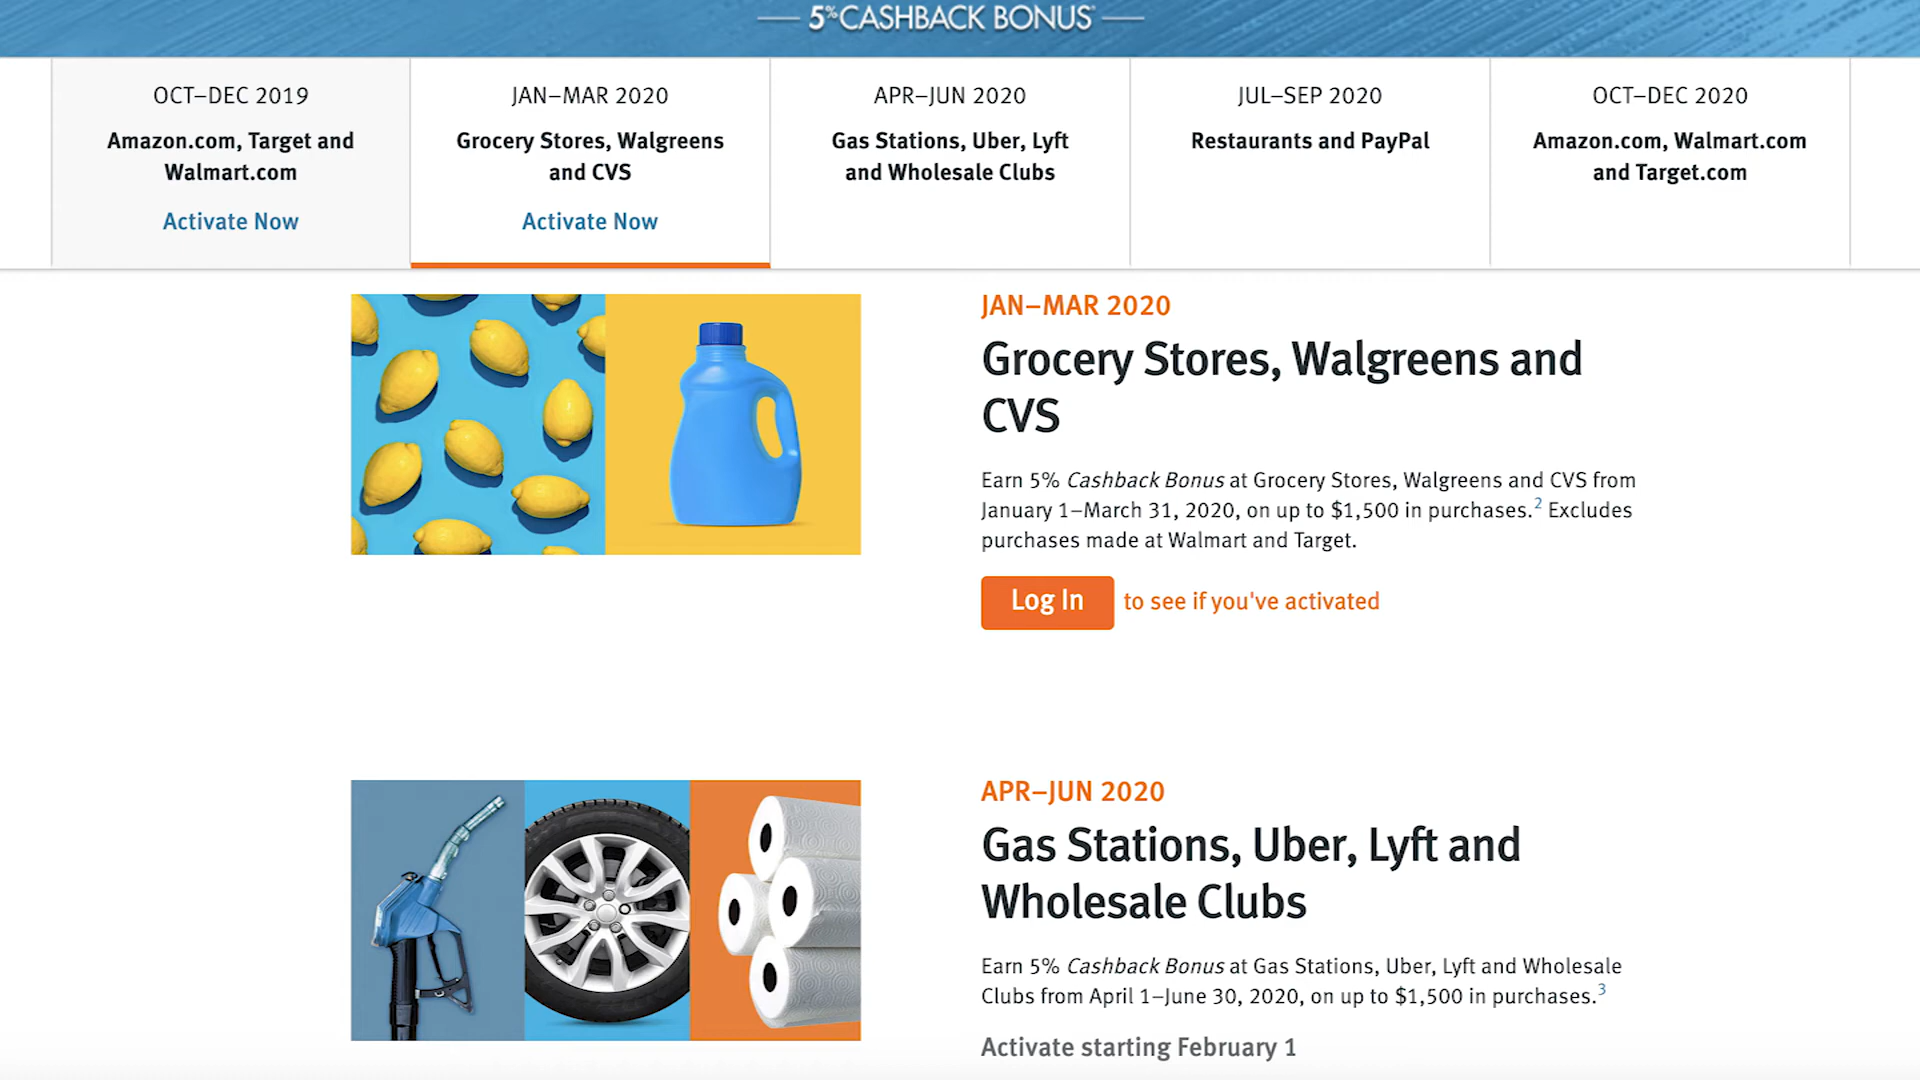 5% CASHBACK BONUS®
OCT–DEC 2019
Amazon.com, Target and
Walmart.com
Activate Now
JAN–MAR 2020
Grocery Stores, Walgreens
and CVS
Activate Now
APR–JUN 2020
Gas Stations, Uber, Lyft
and Wholesale Clubs
JUL–SEP 2020
Restaurants and PayPal
OCT–DEC 2020
Amazon.com, Walmart.com
and Target.com
JAN–MAR 2020
Grocery Stores, Walgreens and
CVS
Earn 5% Cashback Bonus at Grocery Stores, Walgreens and CVS from
January 1–March 31, 2020, on up to $1,500 in purchases.2 Excludes
purchases made at Walmart and Target.
Log In to see if you've activated
APR–JUN 2020
Gas Stations, Uber, Lyft and
Wholesale Clubs
Earn 5% Cashback Bonus at Gas Stations, Uber, Lyft and Wholesale
Clubs from April 1–June 30, 2020, on up to $1,500 in purchases.3
Activate starting February 1